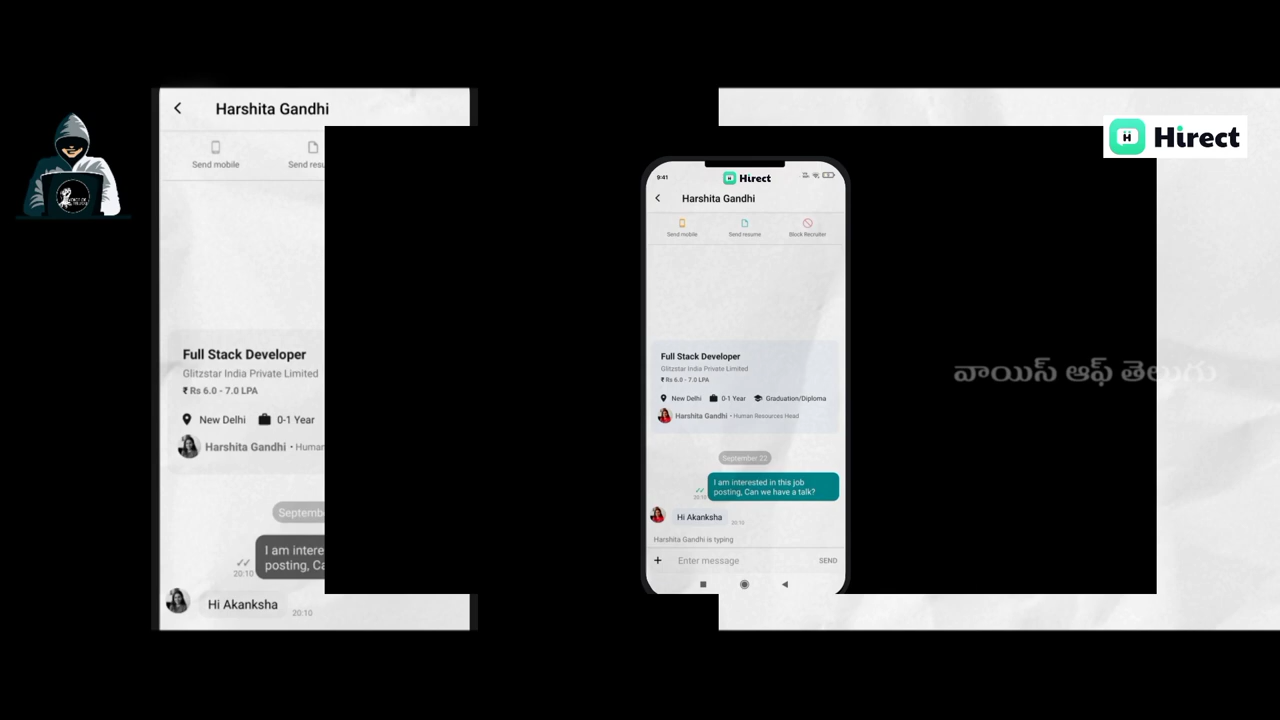 Harshita Gandhi
Send mobile
Send resu
Full Stack Developer
Glitzstar India Private Limited
₹ Rs 6.0 - 7.0 LPA
New Delhi 0-1 Year
Harshita Gandhi • Human
Septemb
I am intere
posting, Ca
20:10
Hi Akanksha
20:10
9:41
Hirect
Harshita Gandhi
Send mobile
Send resume
Block Recruiter
Full Stack Developer
Glitzstar India Private Limited
₹ Rs 6.0 - 7.0 LPA
New Delhi 0-1 Year Graduation/Diploma
Harshita Gandhi • Human Resources Head
September 22
I am interested in this job
posting, Can we have a talk?
20:10
Hi Akanksha
20:10
Harshita Gandhi is typing
+ Enter message SEND
Hirect
వాయిస్ ఆఫ్ తెలుగు